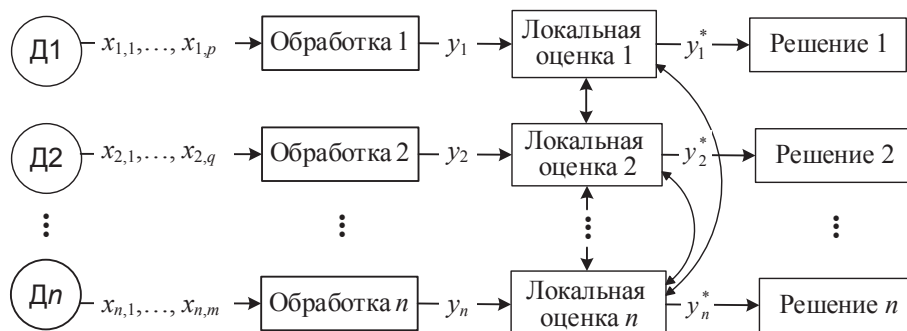 Д1 x1,1,…, x1,p Обработка 1 y1 Локальная оценка 1 y1* Решение 1
Д2 x2,1,…, x2,q Обработка 2 y2 Локальная оценка 2 y2* Решение 2
Дn xn,1,…, xn,m Обработка n yn Локальная оценка n yn* Решение n